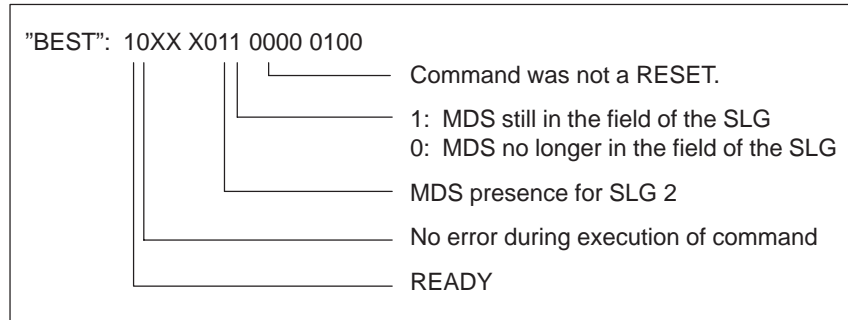 ”BEST”: 10XX X011 0000 0100
Command was not a RESET.
1: MDS still in the field of the SLG
0: MDS no longer in the field of the SLG
MDS presence for SLG 2
No error during execution of command
READY